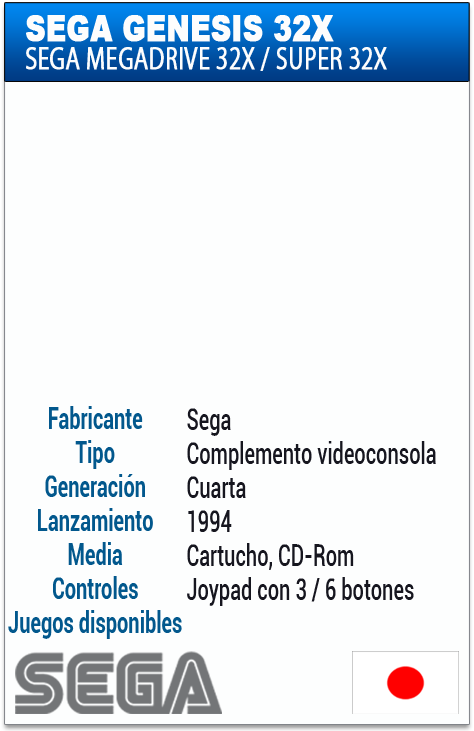 SEGA GENESIS 32X
SEGA MEGADRIVE 32X / SUPER 32X
Fabricante Sega
Tipo Complemento videoconsola
Generación Cuarta
Lanzamiento 1994
Media Cartucho, CD-Rom
Controles Joypad con 3 / 6 botones
Juegos disponibles
SEGA